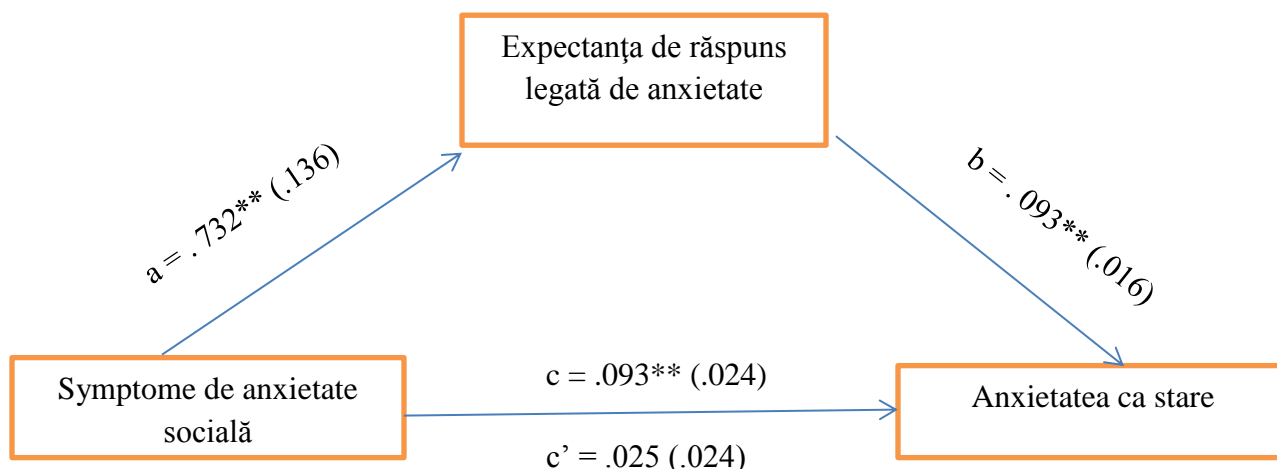 Expectanţa de răspuns
legată de anxietate
a = . 732** (.136)
b = . 093** (.016)
Symptome de anxietate
socială
c = .093** (.024)
c’ = .025 (.024)
Anxietatea ca stare